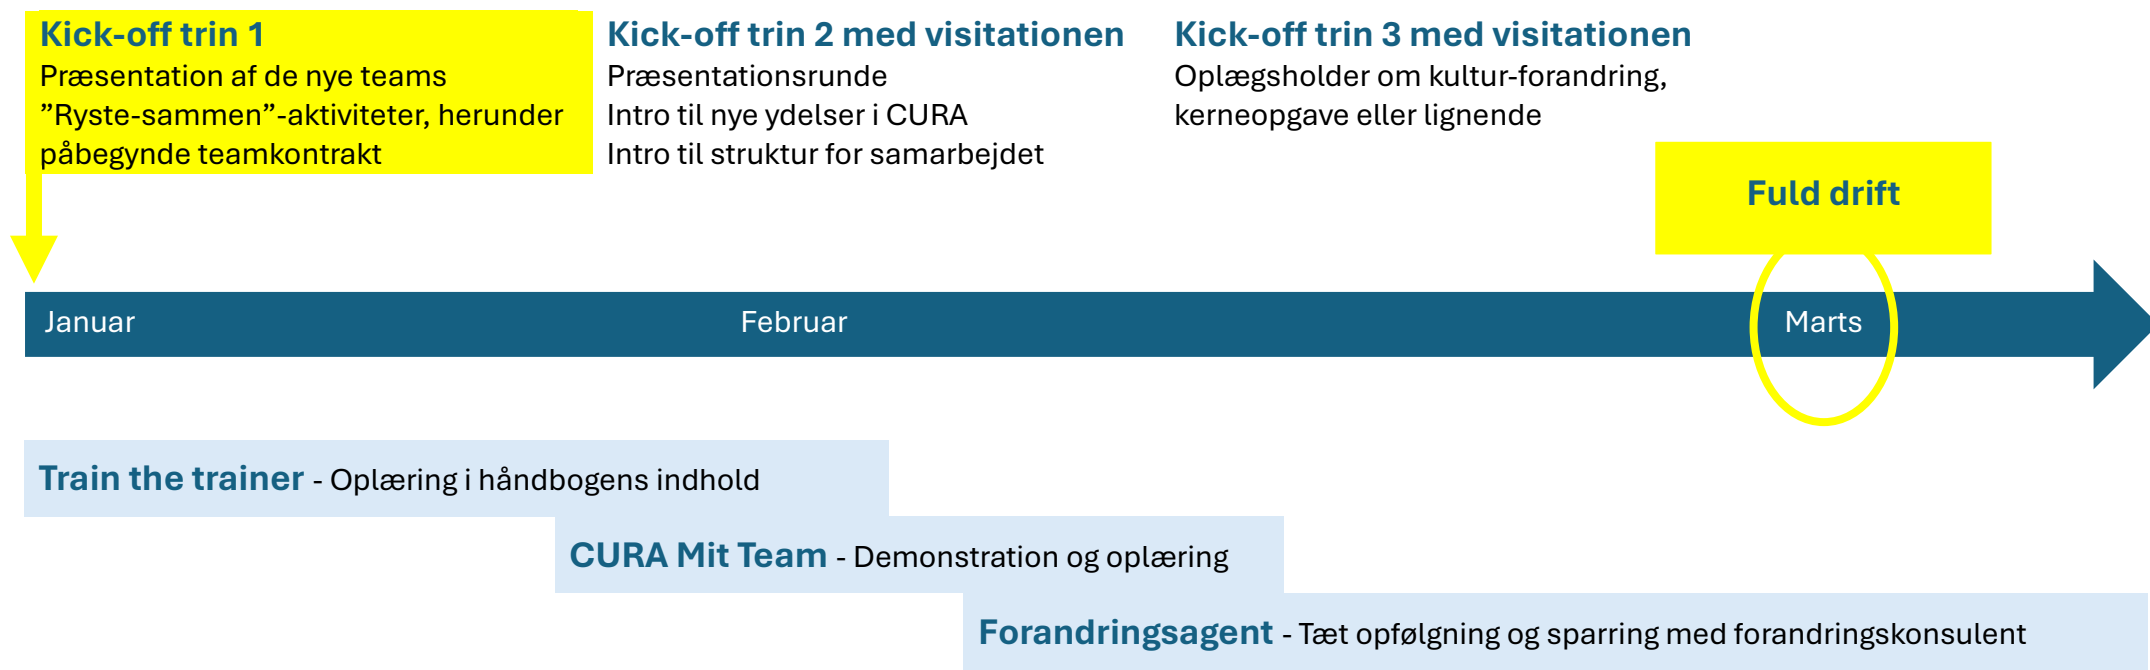 Kick-off trin 1
Præsentation af de nye teams
”Ryste-sammen”-aktiviteter, herunder
påbegynde teamkontrakt
Kick-off trin 2 med visitationen
Præsentationsrunde
Intro til nye ydelser i CURA
Intro til struktur for samarbejdet
Kick-off trin 3 med visitationen
Oplægsholder om kultur-forandring,
kerneopgave eller lignende
Fuld drift
Januar
Februar
Marts
Train the trainer - Oplæring i håndbogens indhold
CURA Mit Team - Demonstration og oplæring
Forandringsagent - Tæt opfølgning og sparring med forandringskonsulent